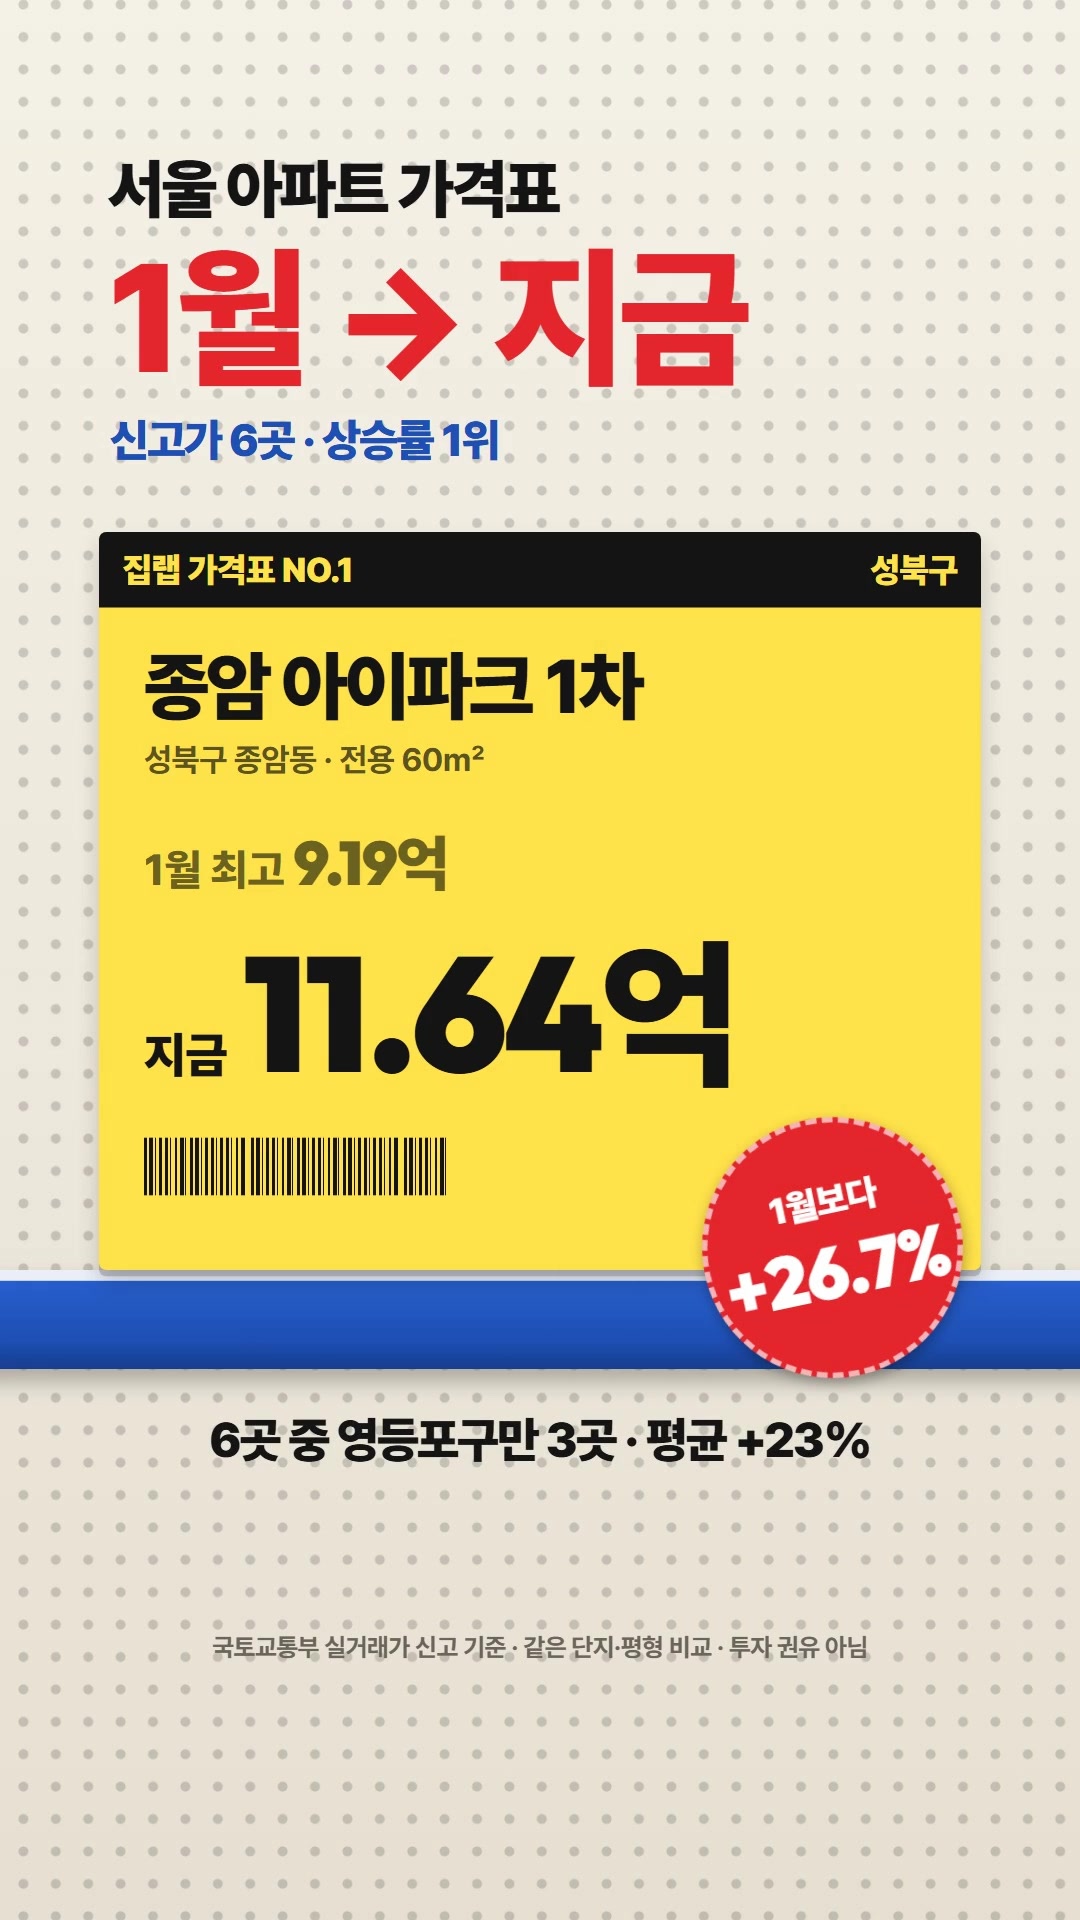 서울 아파트 가격표
1월 → 지금
신고가 6곳 · 상승률 1위
집랩 가격표 NO.1
성북구
종암 아이파크 1차
성북구 종암동 · 전용 60m²
1월 최고 9.19억
지금 11.64억
1월보다
+26.7%
6곳 중 영등포구만 3곳 · 평균 +23%
국토교통부 실거래가 신고 기준 · 같은 단지·평형 비교 · 투자 권유 아님